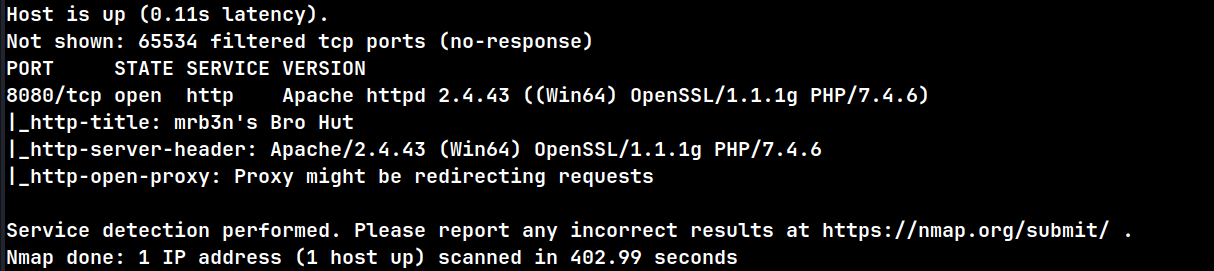 Host is up (0.11s latency).
Not shown: 65534 filtered tcp ports (no-response)
PORT     STATE SERVICE VERSION
8080/tcp open  http    Apache httpd 2.4.43 ((Win64) OpenSSL/1.1.1g PHP/7.4.6)
|_http-title: mrb3n's Bro Hut
|_http-server-header: Apache/2.4.43 (Win64) OpenSSL/1.1.1g PHP/7.4.6
|_http-open-proxy: Proxy might be redirecting requests
Service detection performed. Please report any incorrect results at https://nmap.org/submit/ .
Nmap done: 1 IP address (1 host up) scanned in 402.99 seconds